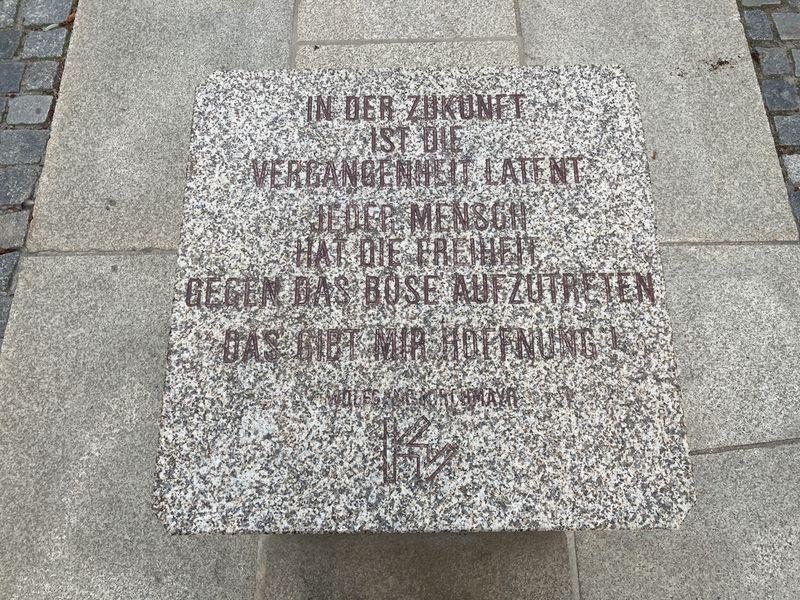 IN DER ZUKUNFT
IST DIE
VERGANGENHEIT LATENT
JEDER MENSCH
HAT DIE FREIHEIT
GEGEN DAS BÖSE AUFZUTRETEN
DAS GIBT MIR HOFFNUNG !
WOLFGANG